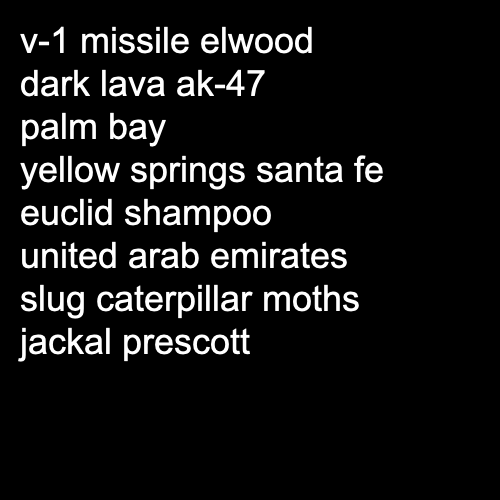 v-1 missile elwood
dark lava ak-47
palm bay
yellow springs santa fe
euclid shampoo
united arab emirates
slug caterpillar moths
jackal prescott